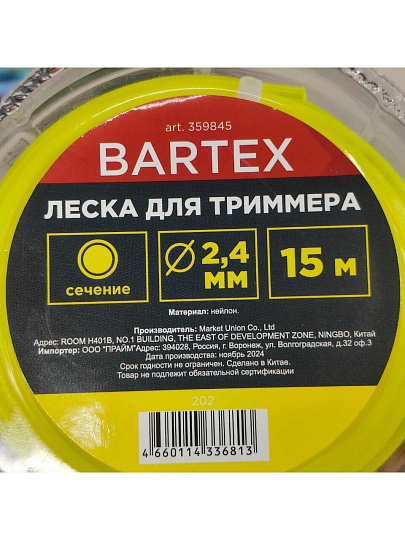 art. 359845
BARTEX
ЛЕСКА ДЛЯ ТРИММЕРА
сечение
2,4 ММ
15 м
Материал: нейлон.
Производитель: Market Union Co., Ltd
Адрес: ROOM H401B, NO.1 BUILDING, THE EAST OF DEVELOPMENT ZONE, NINGBO, Китай
Импортер: ООО "ПРАЙМ"Адрес: 394028, Россия, г. Воронеж, ул. Волгоградская, д.32 оф.3
Дата производства: ноябрь 2024
Срок годности не ограничен. Сделано в Китае.
Товар не подлежит обязательной сертификации
202
4 660114 336813